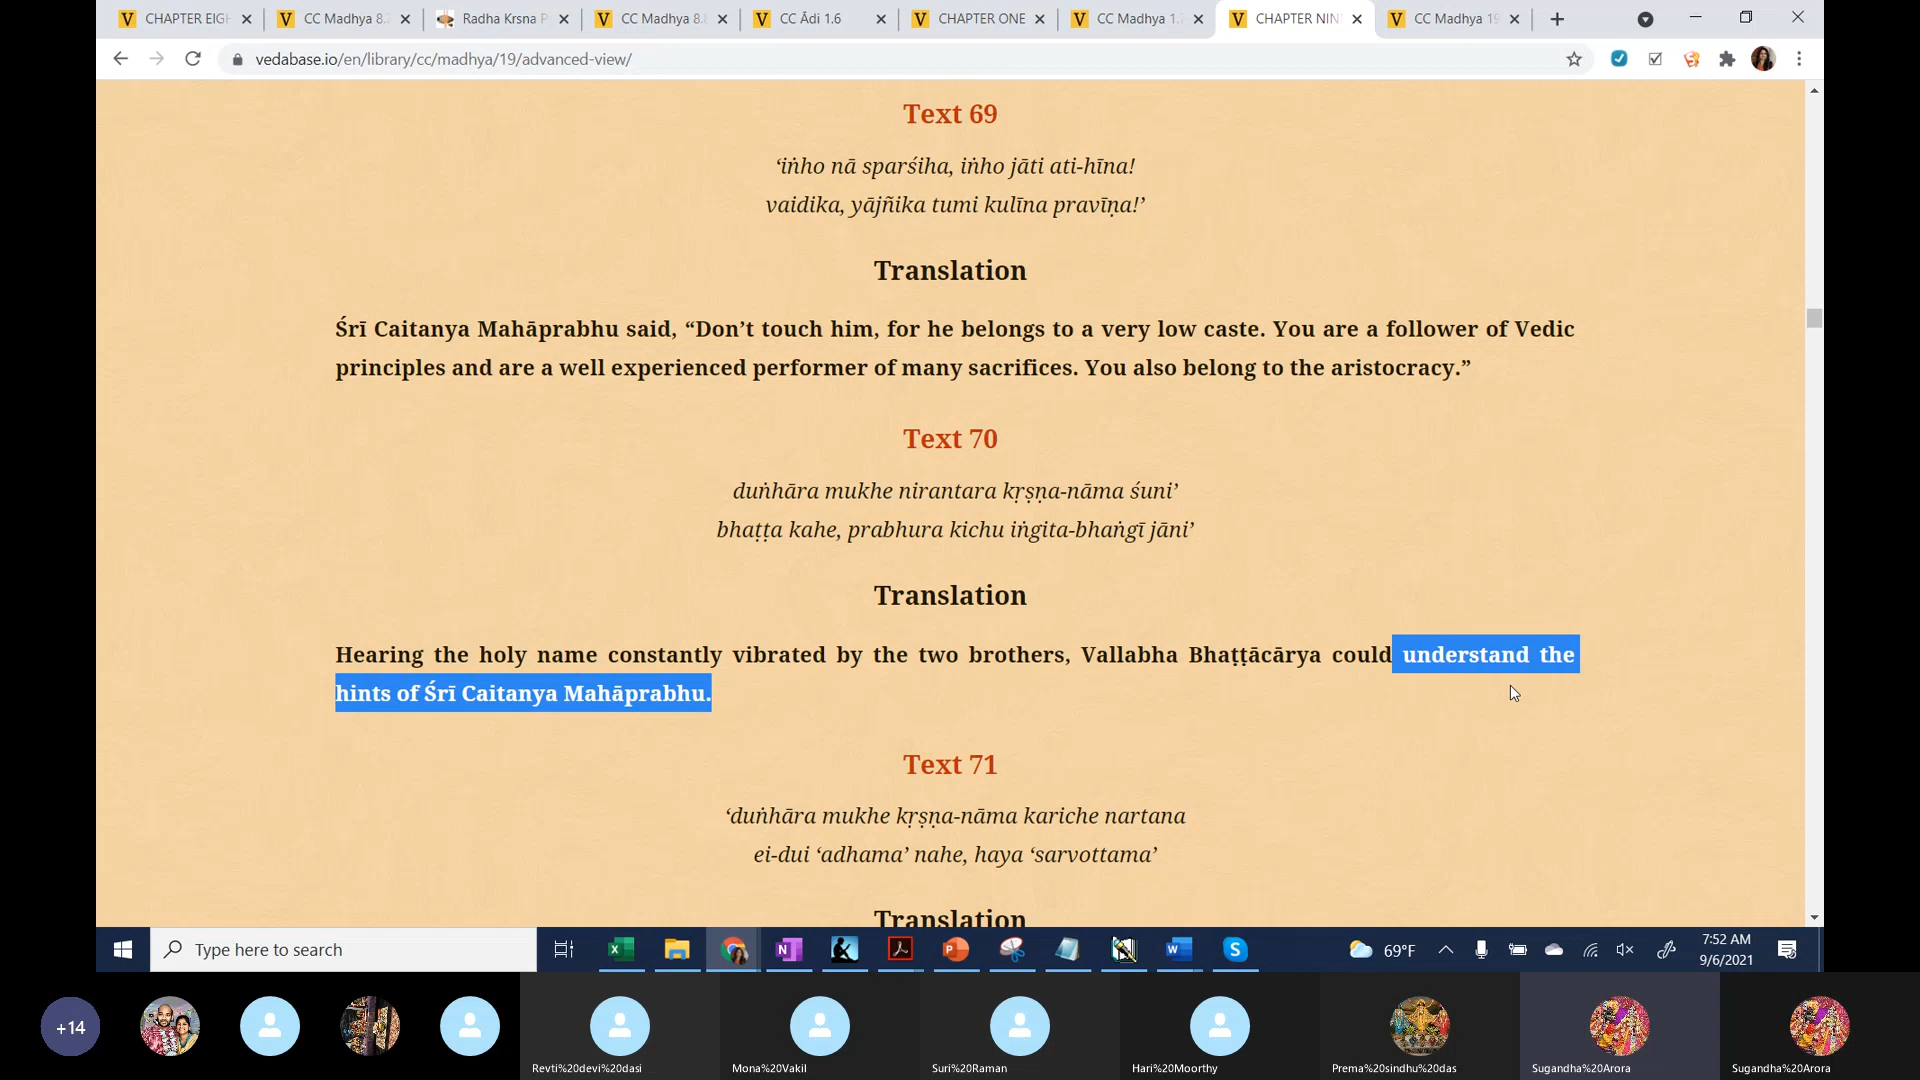 CHAPTER EIGH
CC Madhya 8.
Radha Krsna P
CC Madhya 8.
CC Ādi 1.6
CHAPTER ONE
CC Madhya 1.
CHAPTER NIN
CC Madhya 19
vedabase.io/en/library/cc/madhya/19/advanced-view/
Text 69
‘iṅho nā sparśiha, iṅho jāti ati-hīna!
vaidika, yājñika tumi kulīna pravīṇa!’
Translation
Śrī Caitanya Mahāprabhu said, “Don’t touch him, for he belongs to a very low caste. You are a follower of Vedic
principles and are a well experienced performer of many sacrifices. You also belong to the aristocracy.”
Text 70
duṅhāra mukhe nirantara kṛṣṇa-nāma śuni’
bhaṭṭa kahe, prabhura kichu iṅgita-bhaṅgī jāni’
Translation
Hearing the holy name constantly vibrated by the two brothers, Vallabha Bhaṭṭācārya could understand the
hints of Śrī Caitanya Mahāprabhu.
Text 71
‘duṅhāra mukhe kṛṣṇa-nāma kariche nartana
ei-dui ‘adhama’ nahe, haya ‘sarvottama’
Translation
Type here to search
69°F
7:52 AM
9/6/2021
+14
Revti%20devi%20dasi
Mona%20Vakil
Suri%20Raman
Hari%20Moorthy
Prema%20sindhu%20das
Sugandha%20Arora
Sugandha%20Arora